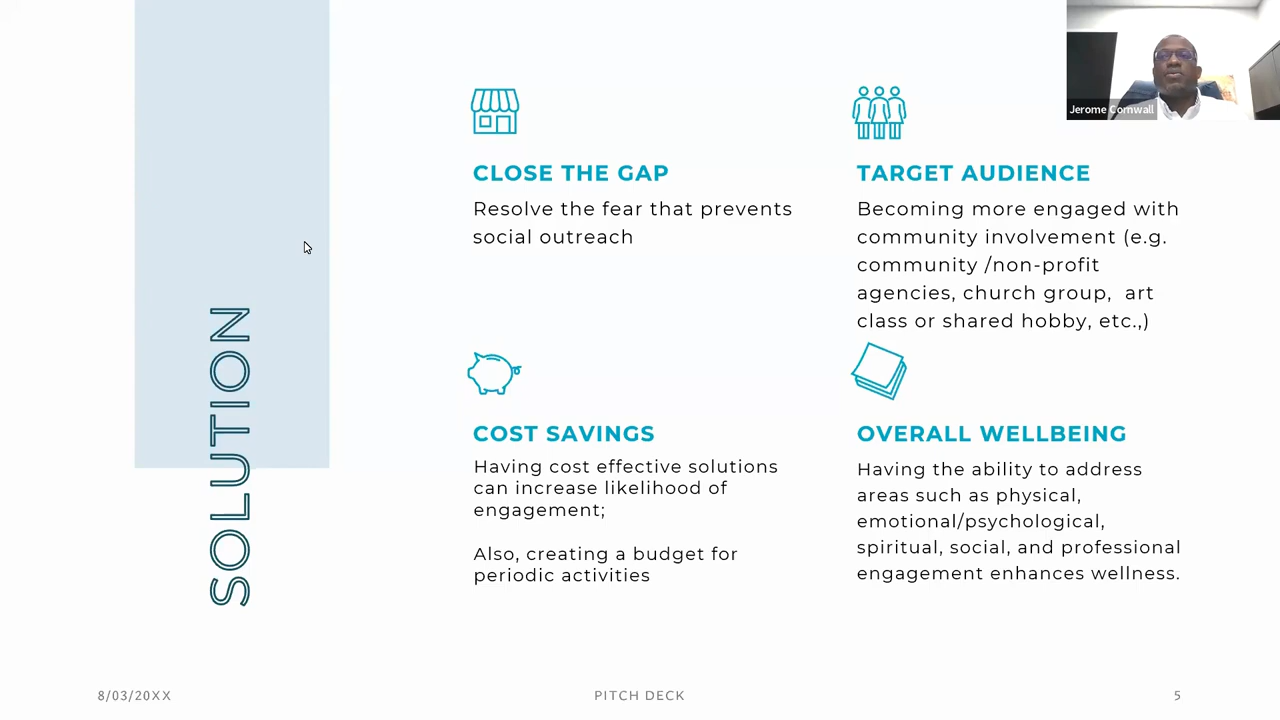 Jerome Cornwall
SOLUTION
CLOSE THE GAP
Resolve the fear that prevents
social outreach
TARGET AUDIENCE
Becoming more engaged with
community involvement (e.g.
community /non-profit
agencies, church group,  art
class or shared hobby, etc.,)
COST SAVINGS
Having cost effective solutions
can increase likelihood of
engagement;
Also, creating a budget for
periodic activities
OVERALL WELLBEING
Having the ability to address
areas such as physical,
emotional/psychological,
spiritual, social, and professional
engagement enhances wellness.
8/03/20XX
PITCH DECK
5